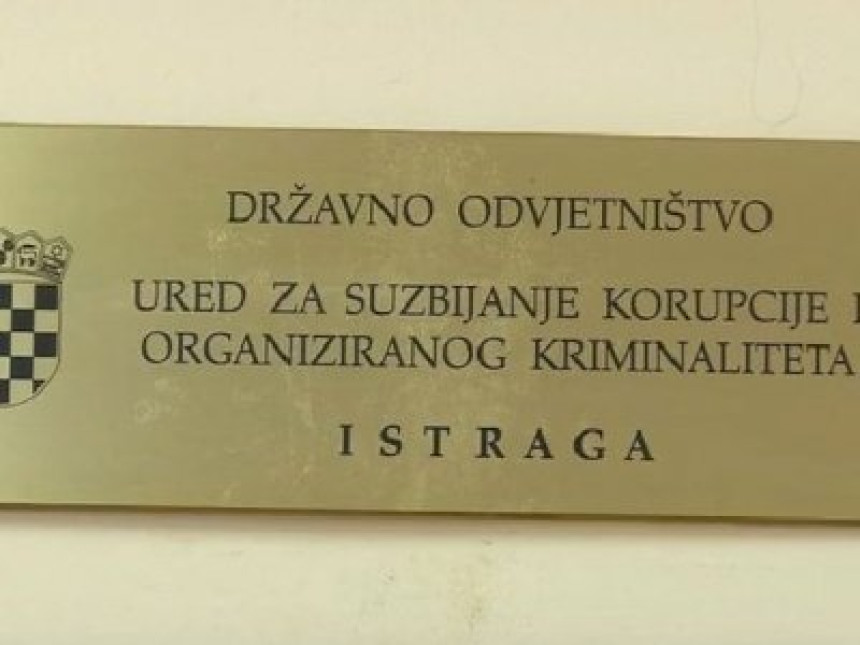 DRŽAVNO ODVJETNIŠTVO
URED ZA SUZBIJANJE KORUPCIJE I
ORGANIZIRANOG KRIMINALITETA
ISTRAGA